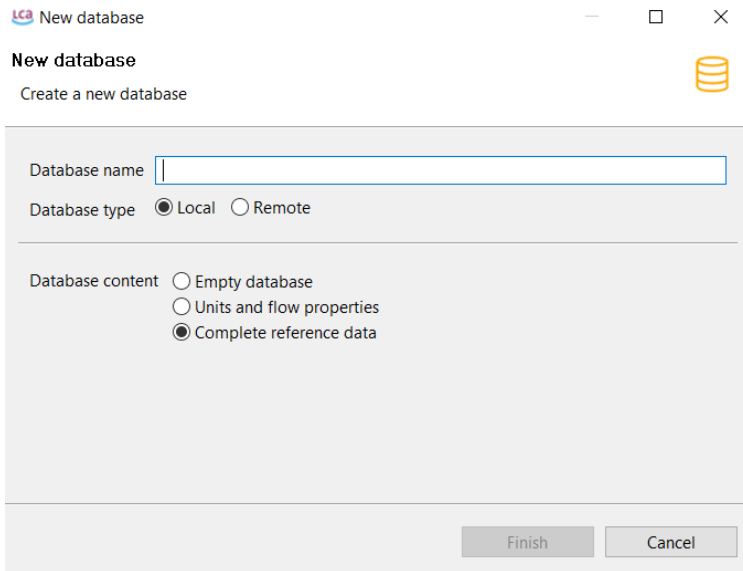 LCA New database
New database
Create a new database
Database name
Database type Local Remote
Database content Empty database
Units and flow properties
Complete reference data
Finish Cancel